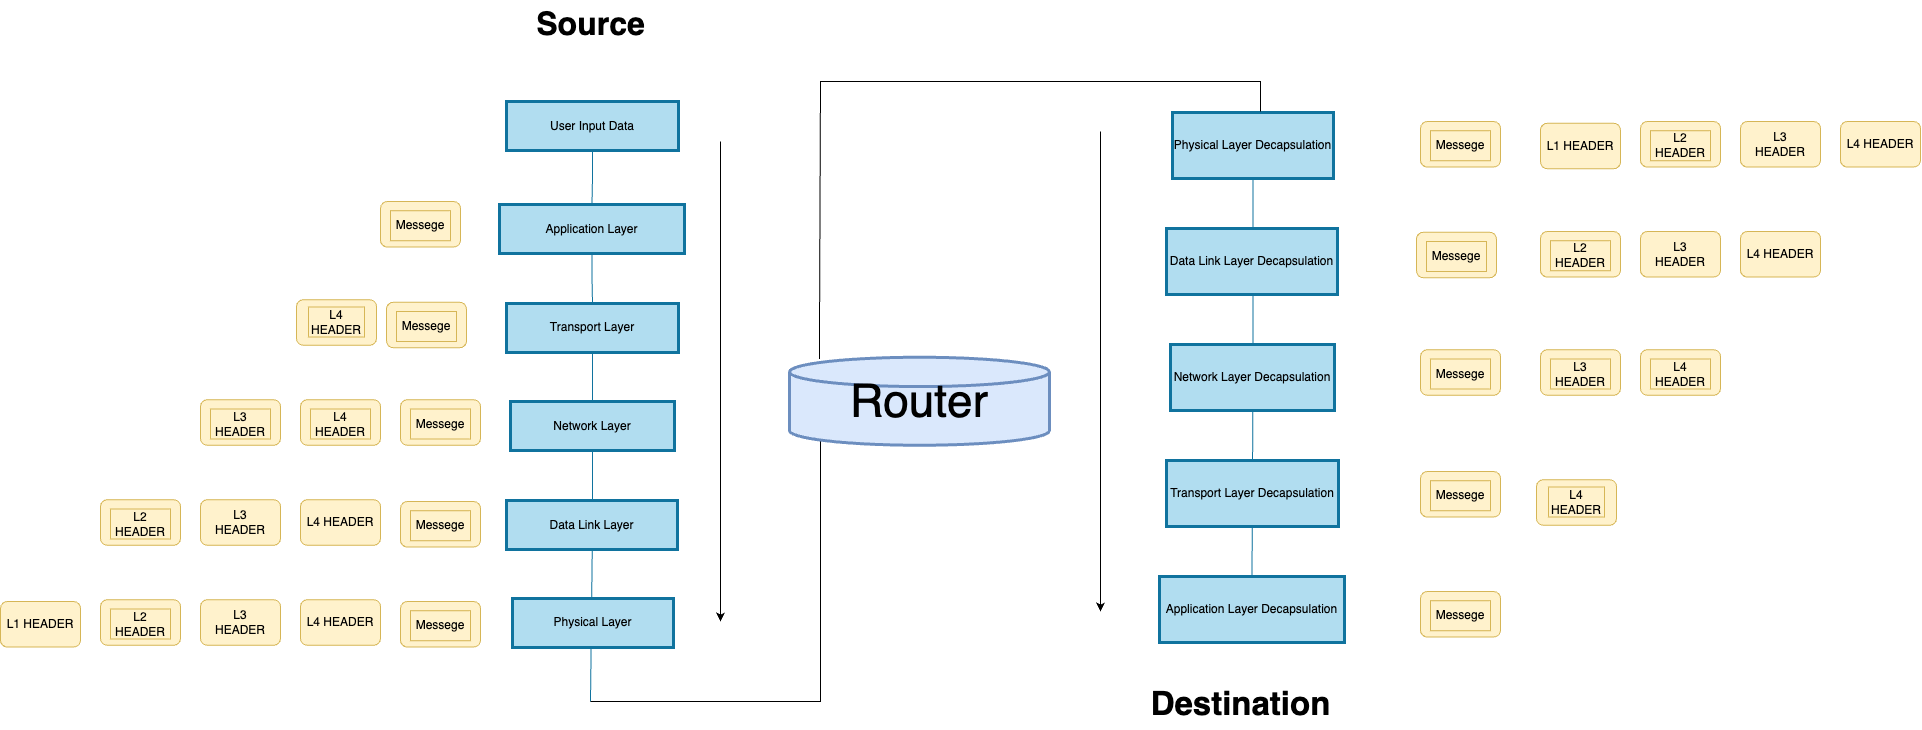 Source
User Input Data
Messege
Application Layer
L4
HEADER
Messege
Transport Layer
L3
HEADER
L4
HEADER
Messege
Network Layer
L2
HEADER
L3
HEADER
L4 HEADER
Messege
Data Link Layer
L1 HEADER
L2
HEADER
L3
HEADER
L4 HEADER
Messege
Physical Layer
Router
Physical Layer Decapsulation
Messege
L1 HEADER
L2
HEADER
L3
HEADER
L4 HEADER
Data Link Layer Decapsulation
Messege
L2
HEADER
L3
HEADER
L4 HEADER
Network Layer Decapsulation
Messege
L3
HEADER
L4
HEADER
Transport Layer Decapsulation
Messege
L4
HEADER
Application Layer Decapsulation
Messege
Destination